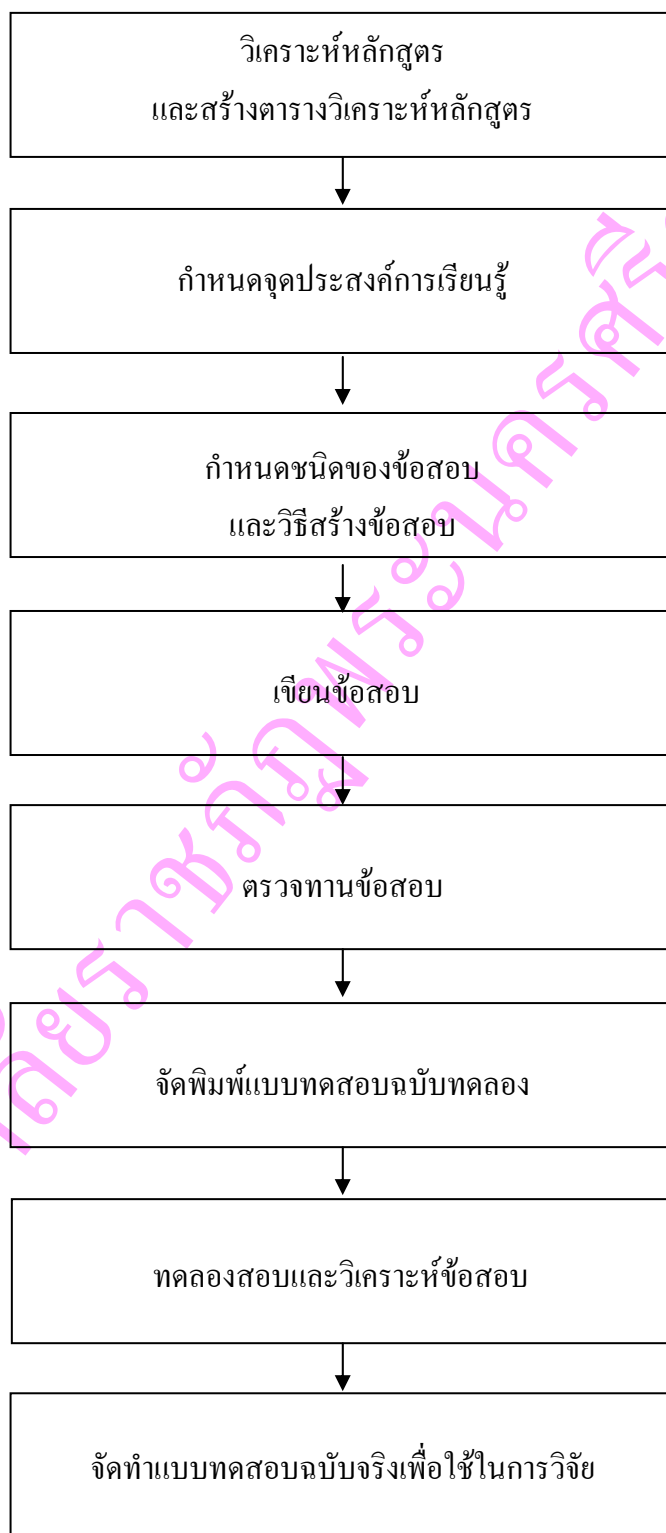 วิเคราะห์หลักสูตร
และสร้างตารางวิเคราะห์หลักสูตร
กำหนดจุดประสงค์การเรียนรู้
กำหนดชนิดของข้อสอบ
และวิธีสร้างข้อสอบ
เขียนข้อสอบ
ตรวจทานข้อสอบ
จัดพิมพ์แบบทดสอบฉบับทดลอง
ทดลองสอบและวิเคราะห์ข้อสอบ
จัดทำแบบทดสอบฉบับจริงเพื่อใช้ในการวิจัย